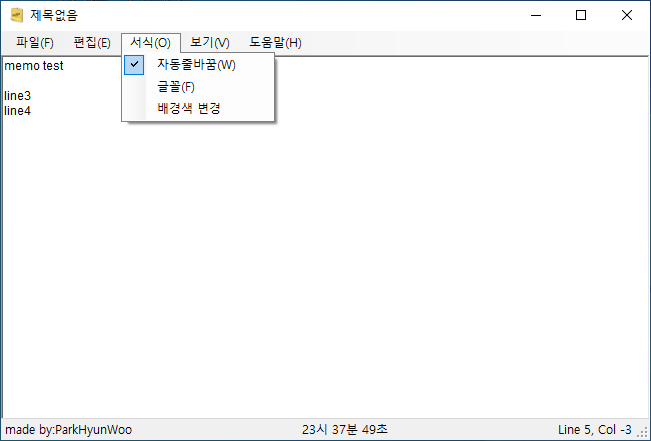 제목없음
파일(F) 편집(E) 서식(O) 보기(V) 도움말(H)
자동줄바꿈(W)
글꼴(F)
배경색 변경
memo test
line3
line4
made by:ParkHyunWoo 23시 37분 49초 Line 5, Col -3